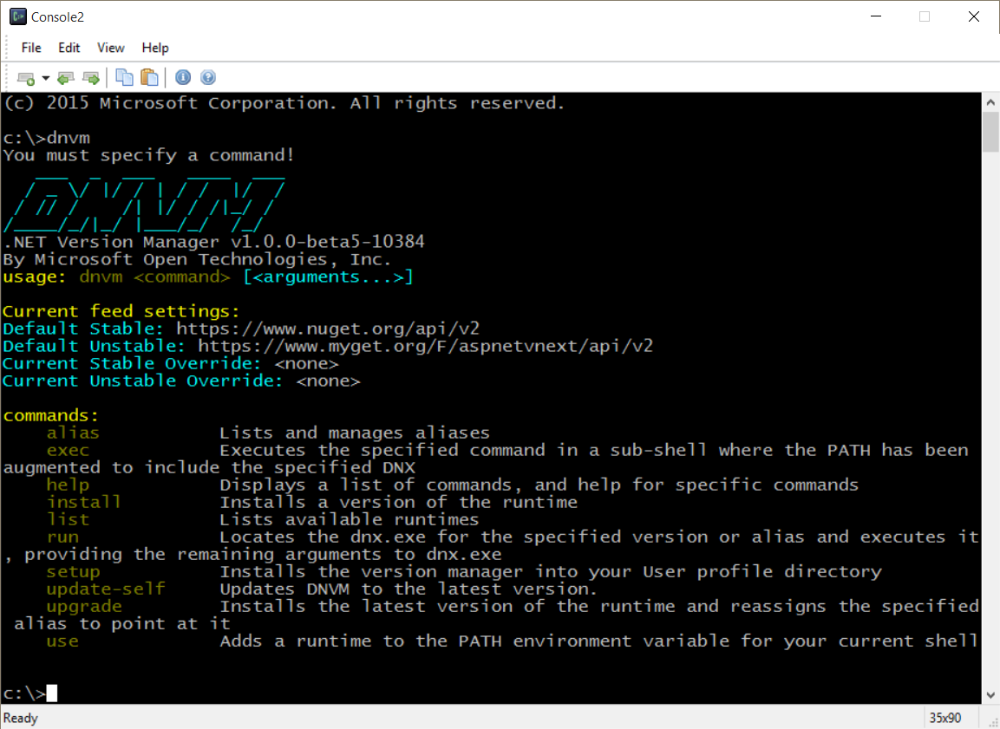 Console2
File Edit View Help
(c) 2015 Microsoft Corporation. All rights reserved.
c:\>dnvm
You must specify a command!
DNVM
.NET Version Manager v1.0.0-beta5-10384
By Microsoft Open Technologies, Inc.
usage: dnvm <command> [<arguments...>]
Current feed settings:
Default Stable: https://www.nuget.org/api/v2
Default Unstable: https://www.myget.org/F/aspnetvnext/api/v2
Current Stable Override: <none>
Current Unstable Override: <none>
commands:
alias Lists and manages aliases
exec Executes the specified command in a sub-shell where the PATH has been
augmented to include the specified DNX
help Displays a list of commands, and help for specific commands
install Installs a version of the runtime
list Lists available runtimes
run Locates the dnx.exe for the specified version or alias and executes it
, providing the remaining arguments to dnx.exe
setup Installs the version manager into your User profile directory
update-self Updates DNVM to the latest version.
upgrade Installs the latest version of the runtime and reassigns the specified
alias to point at it
use Adds a runtime to the PATH environment variable for your current shell
c:\>
Ready 35x90